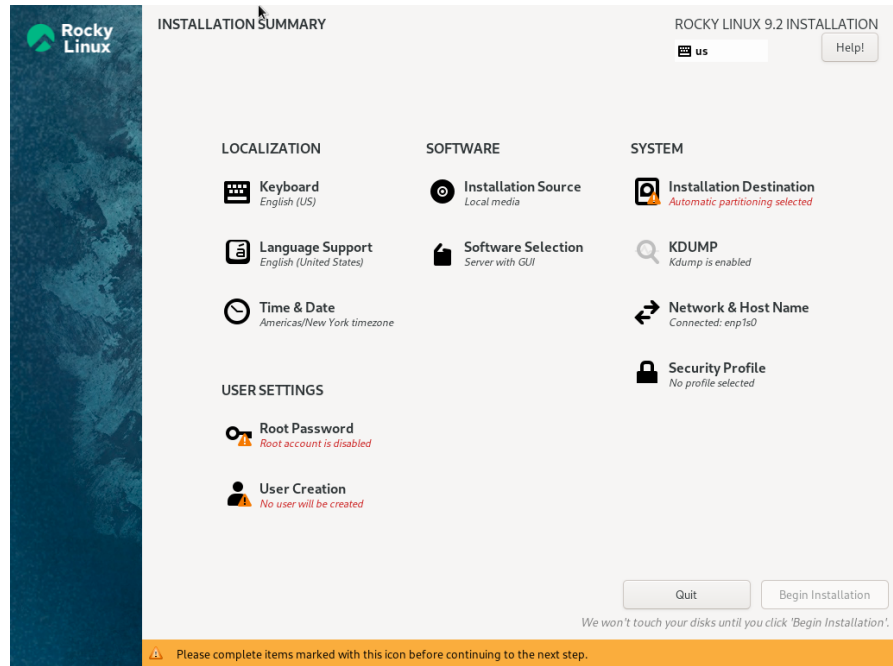 Rocky
Linux
INSTALLATION SUMMARY
ROCKY LINUX 9.2 INSTALLATION
us
Help!
LOCALIZATION
Keyboard
English (US)
Language Support
English (United States)
Time & Date
Americas/New York timezone
SOFTWARE
Installation Source
Local media
Software Selection
Server with GUI
SYSTEM
Installation Destination
Automatic partitioning selected
KDUMP
Kdump is enabled
Network & Host Name
Connected: enp1s0
Security Profile
No profile selected
USER SETTINGS
Root Password
Root account is disabled
User Creation
No user will be created
Quit
Begin Installation
We won't touch your disks until you click 'Begin Installation'.
Please complete items marked with this icon before continuing to the next step.